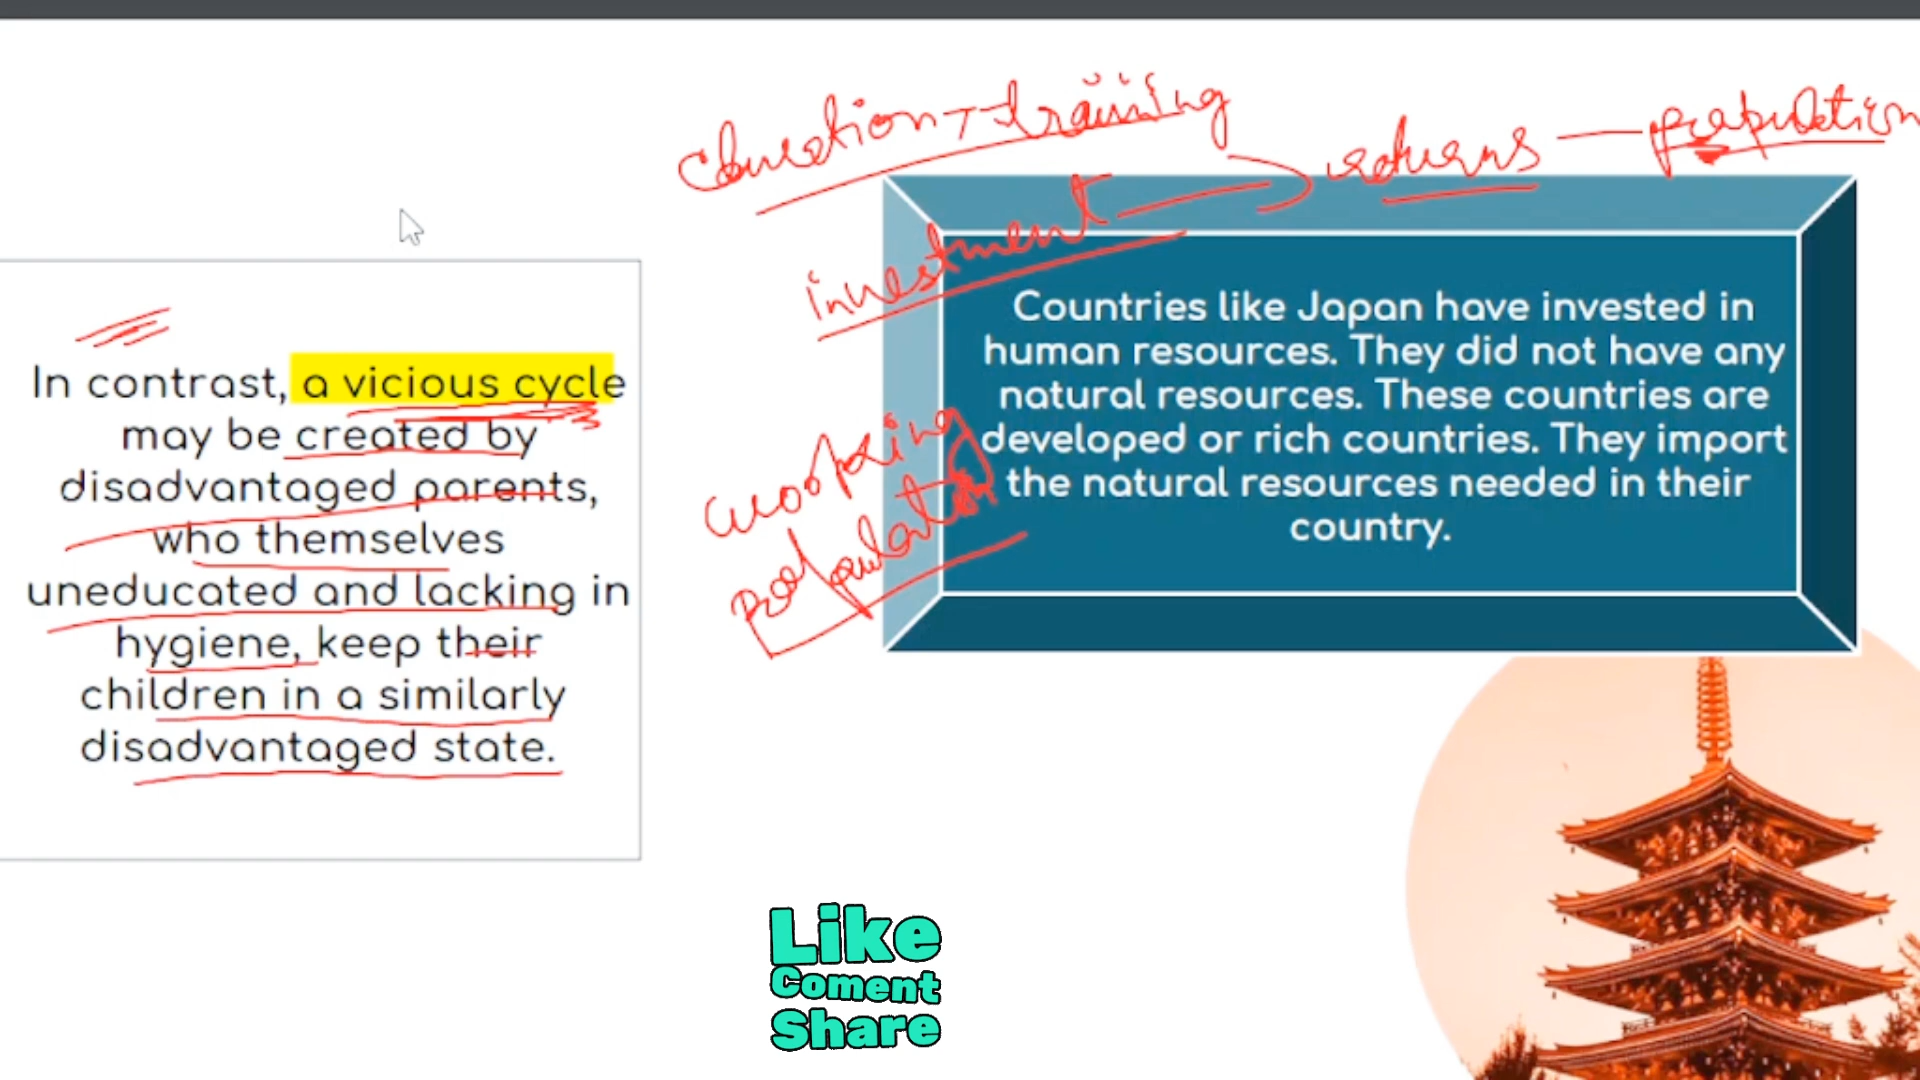 Education + training
returns — population
investment
In contrast, a vicious cycle
may be created by
disadvantaged parents,
who themselves
uneducated and lacking in
hygiene, keep their
children in a similarly
disadvantaged state.
working
population
Countries like Japan have invested in
human resources. They did not have any
natural resources. These countries are
developed or rich countries. They import
the natural resources needed in their
country.
Like
Coment
Share